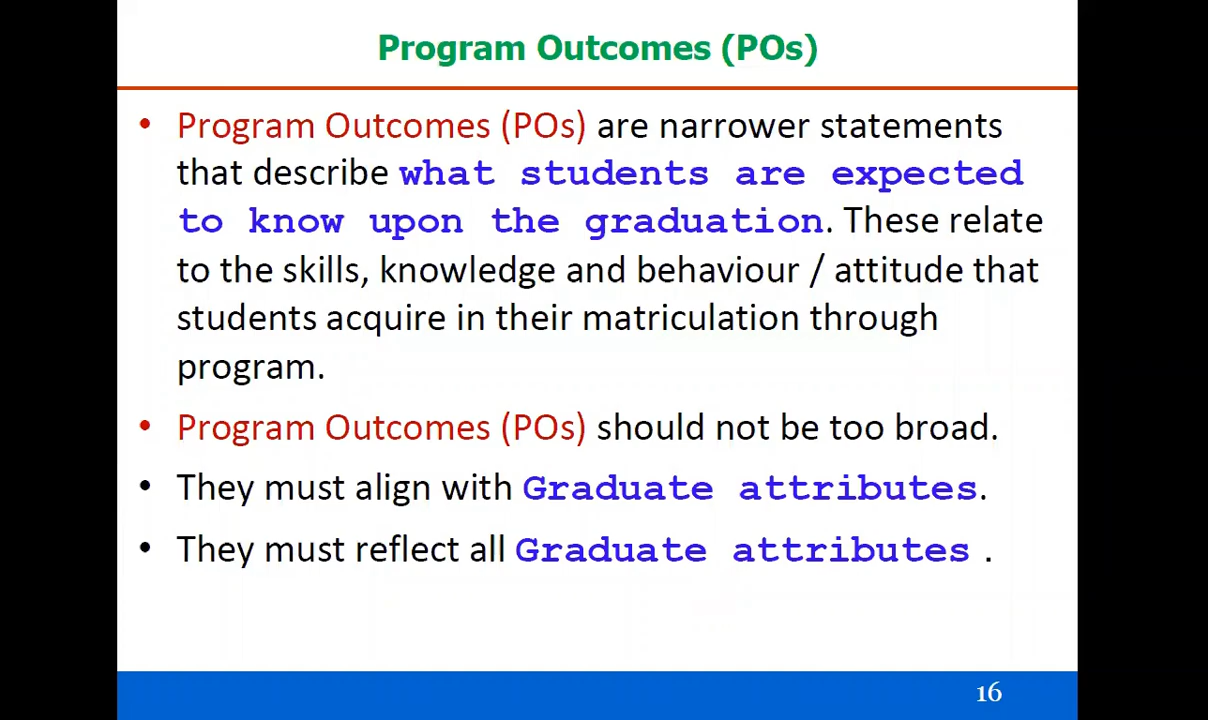 Program Outcomes (POs)
• Program Outcomes (POs) are narrower statements
that describe what students are expected
to know upon the graduation. These relate
to the skills, knowledge and behaviour / attitude that
students acquire in their matriculation through
program.
• Program Outcomes (POs) should not be too broad.
• They must align with Graduate attributes.
• They must reflect all Graduate attributes .
16